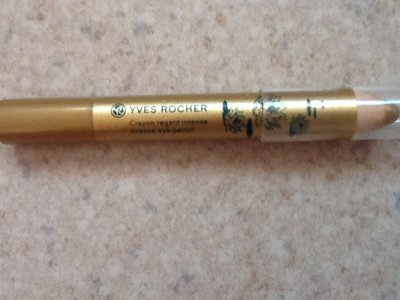 YVES ROCHER
Crayon regard intense
Intense eye pencil